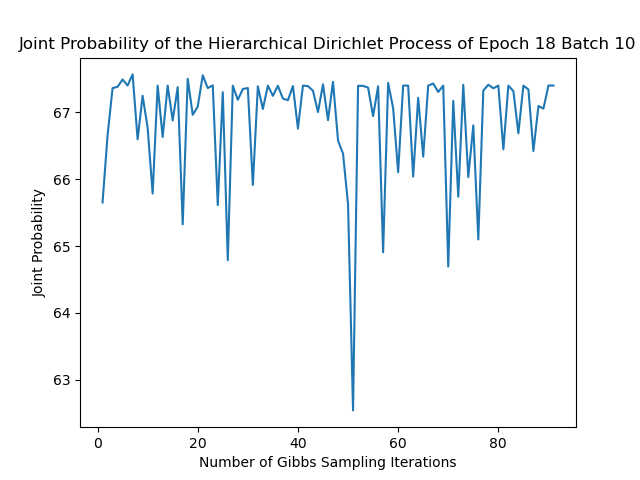 Joint Probability of the Hierarchical Dirichlet Process of Epoch 18 Batch 10
Joint Probability
67
66
65
64
63
0 20 40 60 80
Number of Gibbs Sampling Iterations